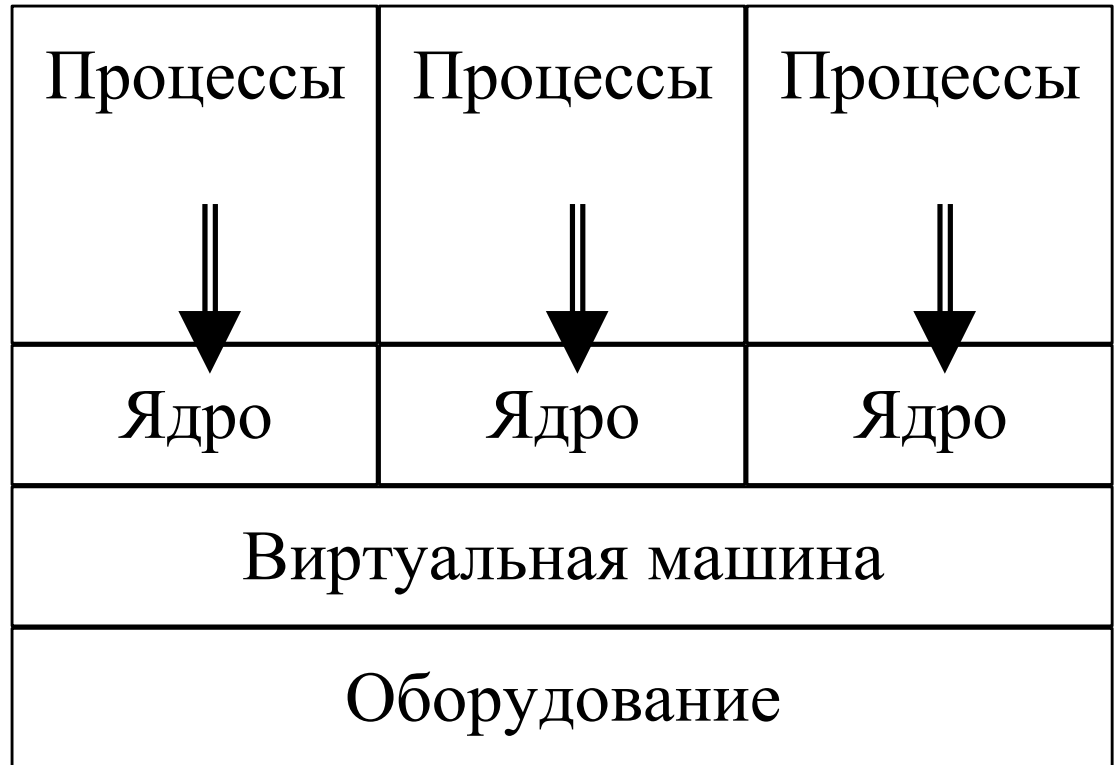 Процессы Процессы Процессы
Ядро Ядро Ядро
Виртуальная машина
Оборудование